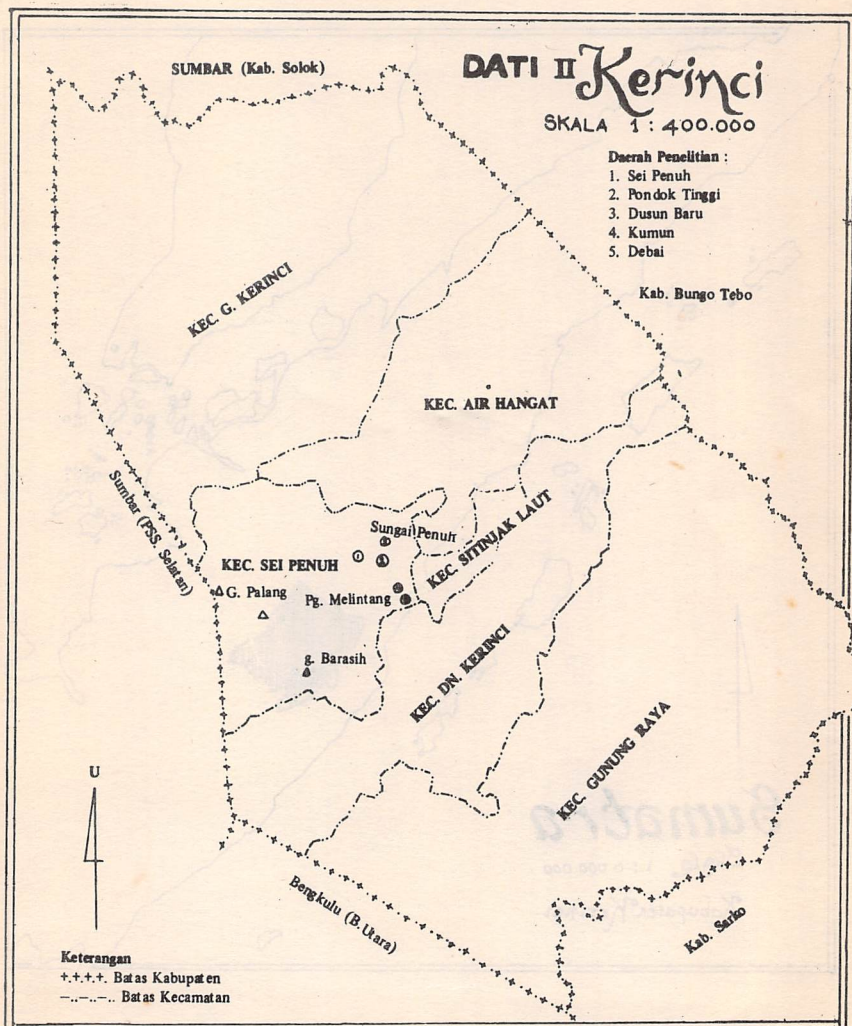 SUMBAR (Kab. Solok)
DATI II Kerinci
SKALA 1 : 400.000
Daerah Penelitian :
1. Sei Penuh
2. Pondok Tinggi
3. Dusun Baru
4. Kumun
5. Debai
Kab. Bungo Tebo
KEC. G. KERINCI
KEC. AIR HANGAT
Sumbar (PSS. Selatan)
Sungai Penuh
KEC. SITINJAK LAUT
KEC. SEI PENUH
1
G. Palang
Pg. Melintang
g. Barasih
KEC. DN. KERINCI
KEC. GUNUNG RAYA
U
Sumatra
Bengkulu (B. Utara)
Kab. Sarko
Keterangan
+.+.+.+. Batas Kabupaten
–..–..–.. Batas Kecamatan